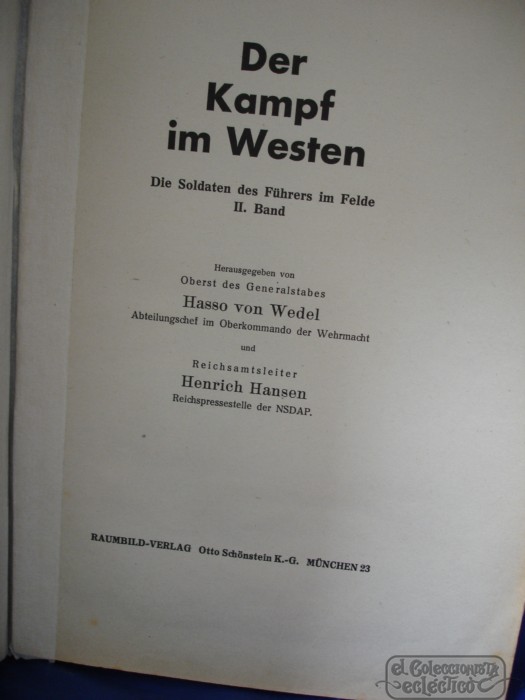 Der
Kampf
im Westen
Die Soldaten des Führers im Felde
II. Band
Herausgegeben von
Oberst des Generalstabes
Hasso von Wedel
Abteilungschef im Oberkommando der Wehrmacht
und
Reichsamtsleiter
Henrich Hansen
Reichspressestelle der NSDAP.
RAUMBILD-VERLAG Otto Schönstein K.-G. MÜNCHEN 23
el Coleccionista
eclectico